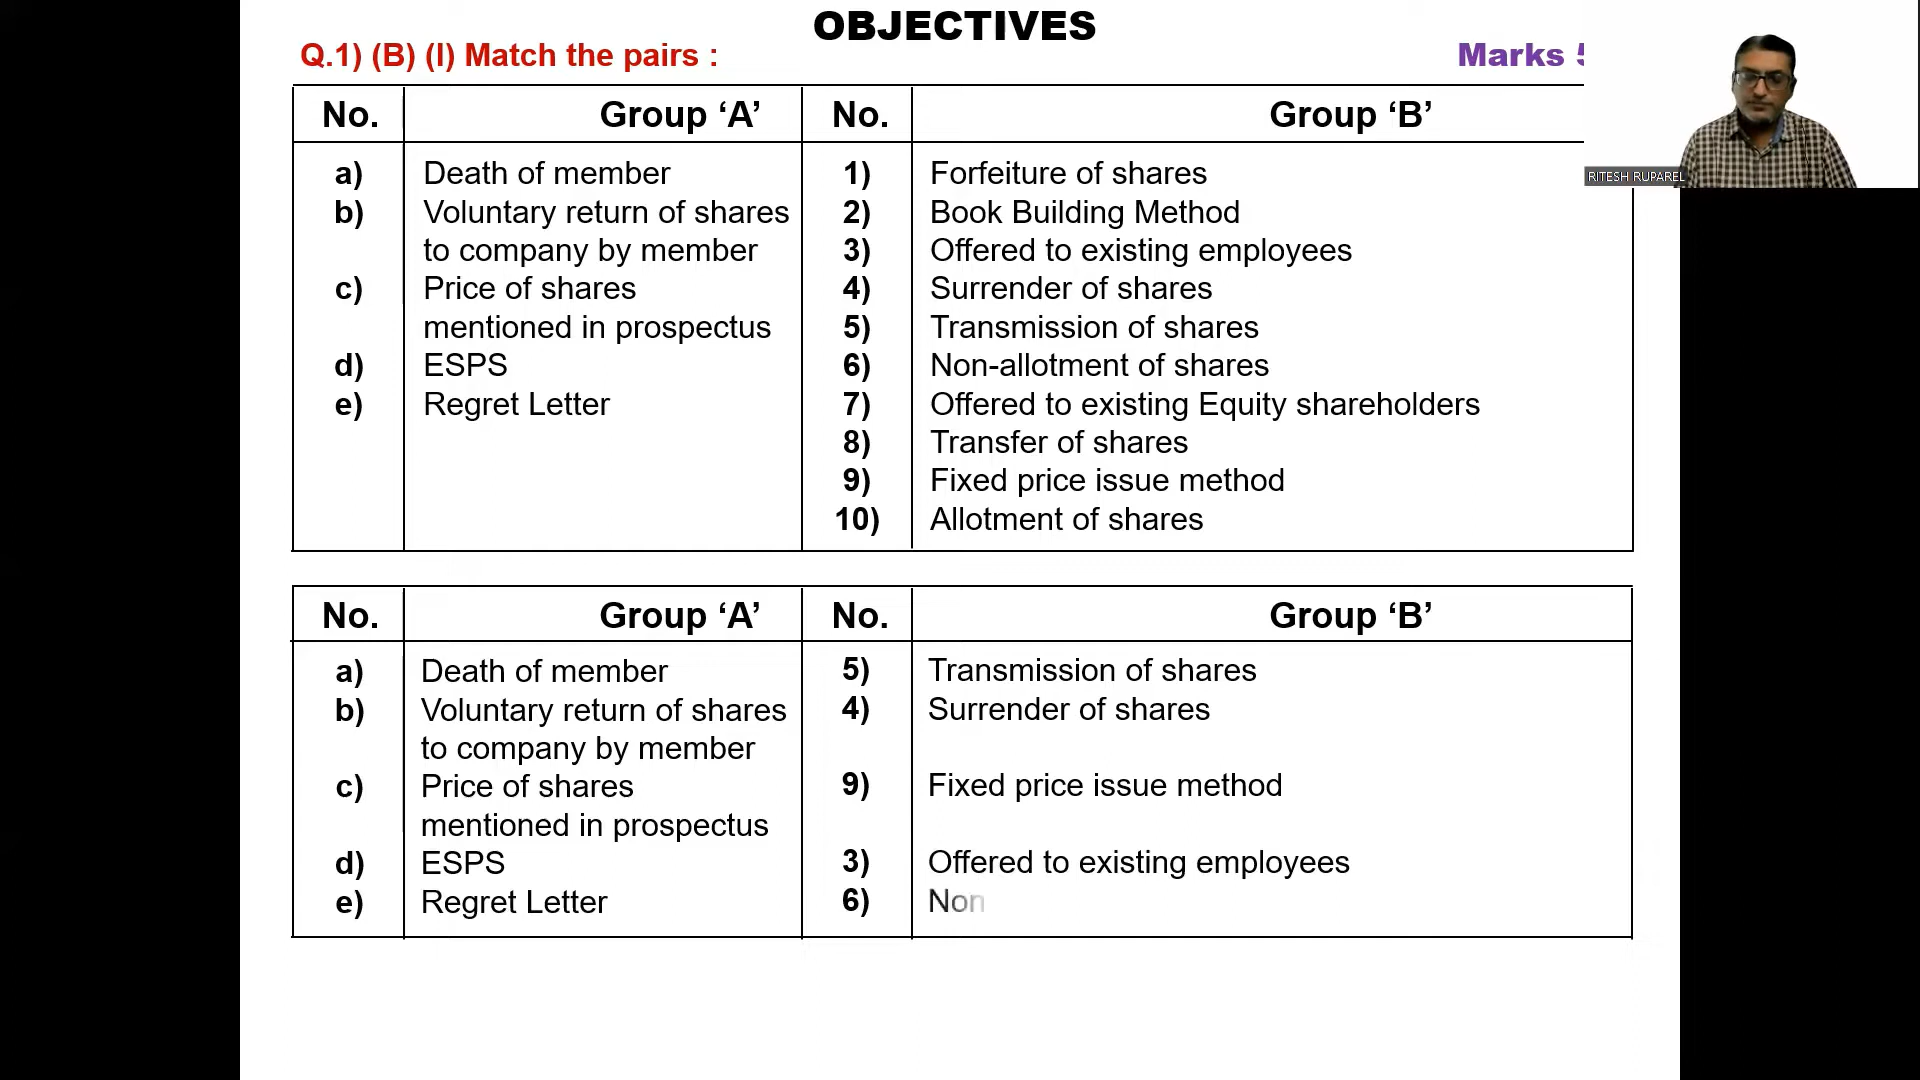 OBJECTIVES
Q.1) (B) (I) Match the pairs :
Marks 5
RITESH RUPAREL
No. Group ‘A’ No. Group ‘B’
a) Death of member 1) Forfeiture of shares
b) Voluntary return of shares 2) Book Building Method
to company by member 3) Offered to existing employees
c) Price of shares 4) Surrender of shares
mentioned in prospectus 5) Transmission of shares
d) ESPS 6) Non-allotment of shares
e) Regret Letter 7) Offered to existing Equity shareholders
8) Transfer of shares
9) Fixed price issue method
10) Allotment of shares
No. Group ‘A’ No. Group ‘B’
a) Death of member 5) Transmission of shares
b) Voluntary return of shares 4) Surrender of shares
to company by member
c) Price of shares 9) Fixed price issue method
mentioned in prospectus
d) ESPS 3) Offered to existing employees
e) Regret Letter 6) Non